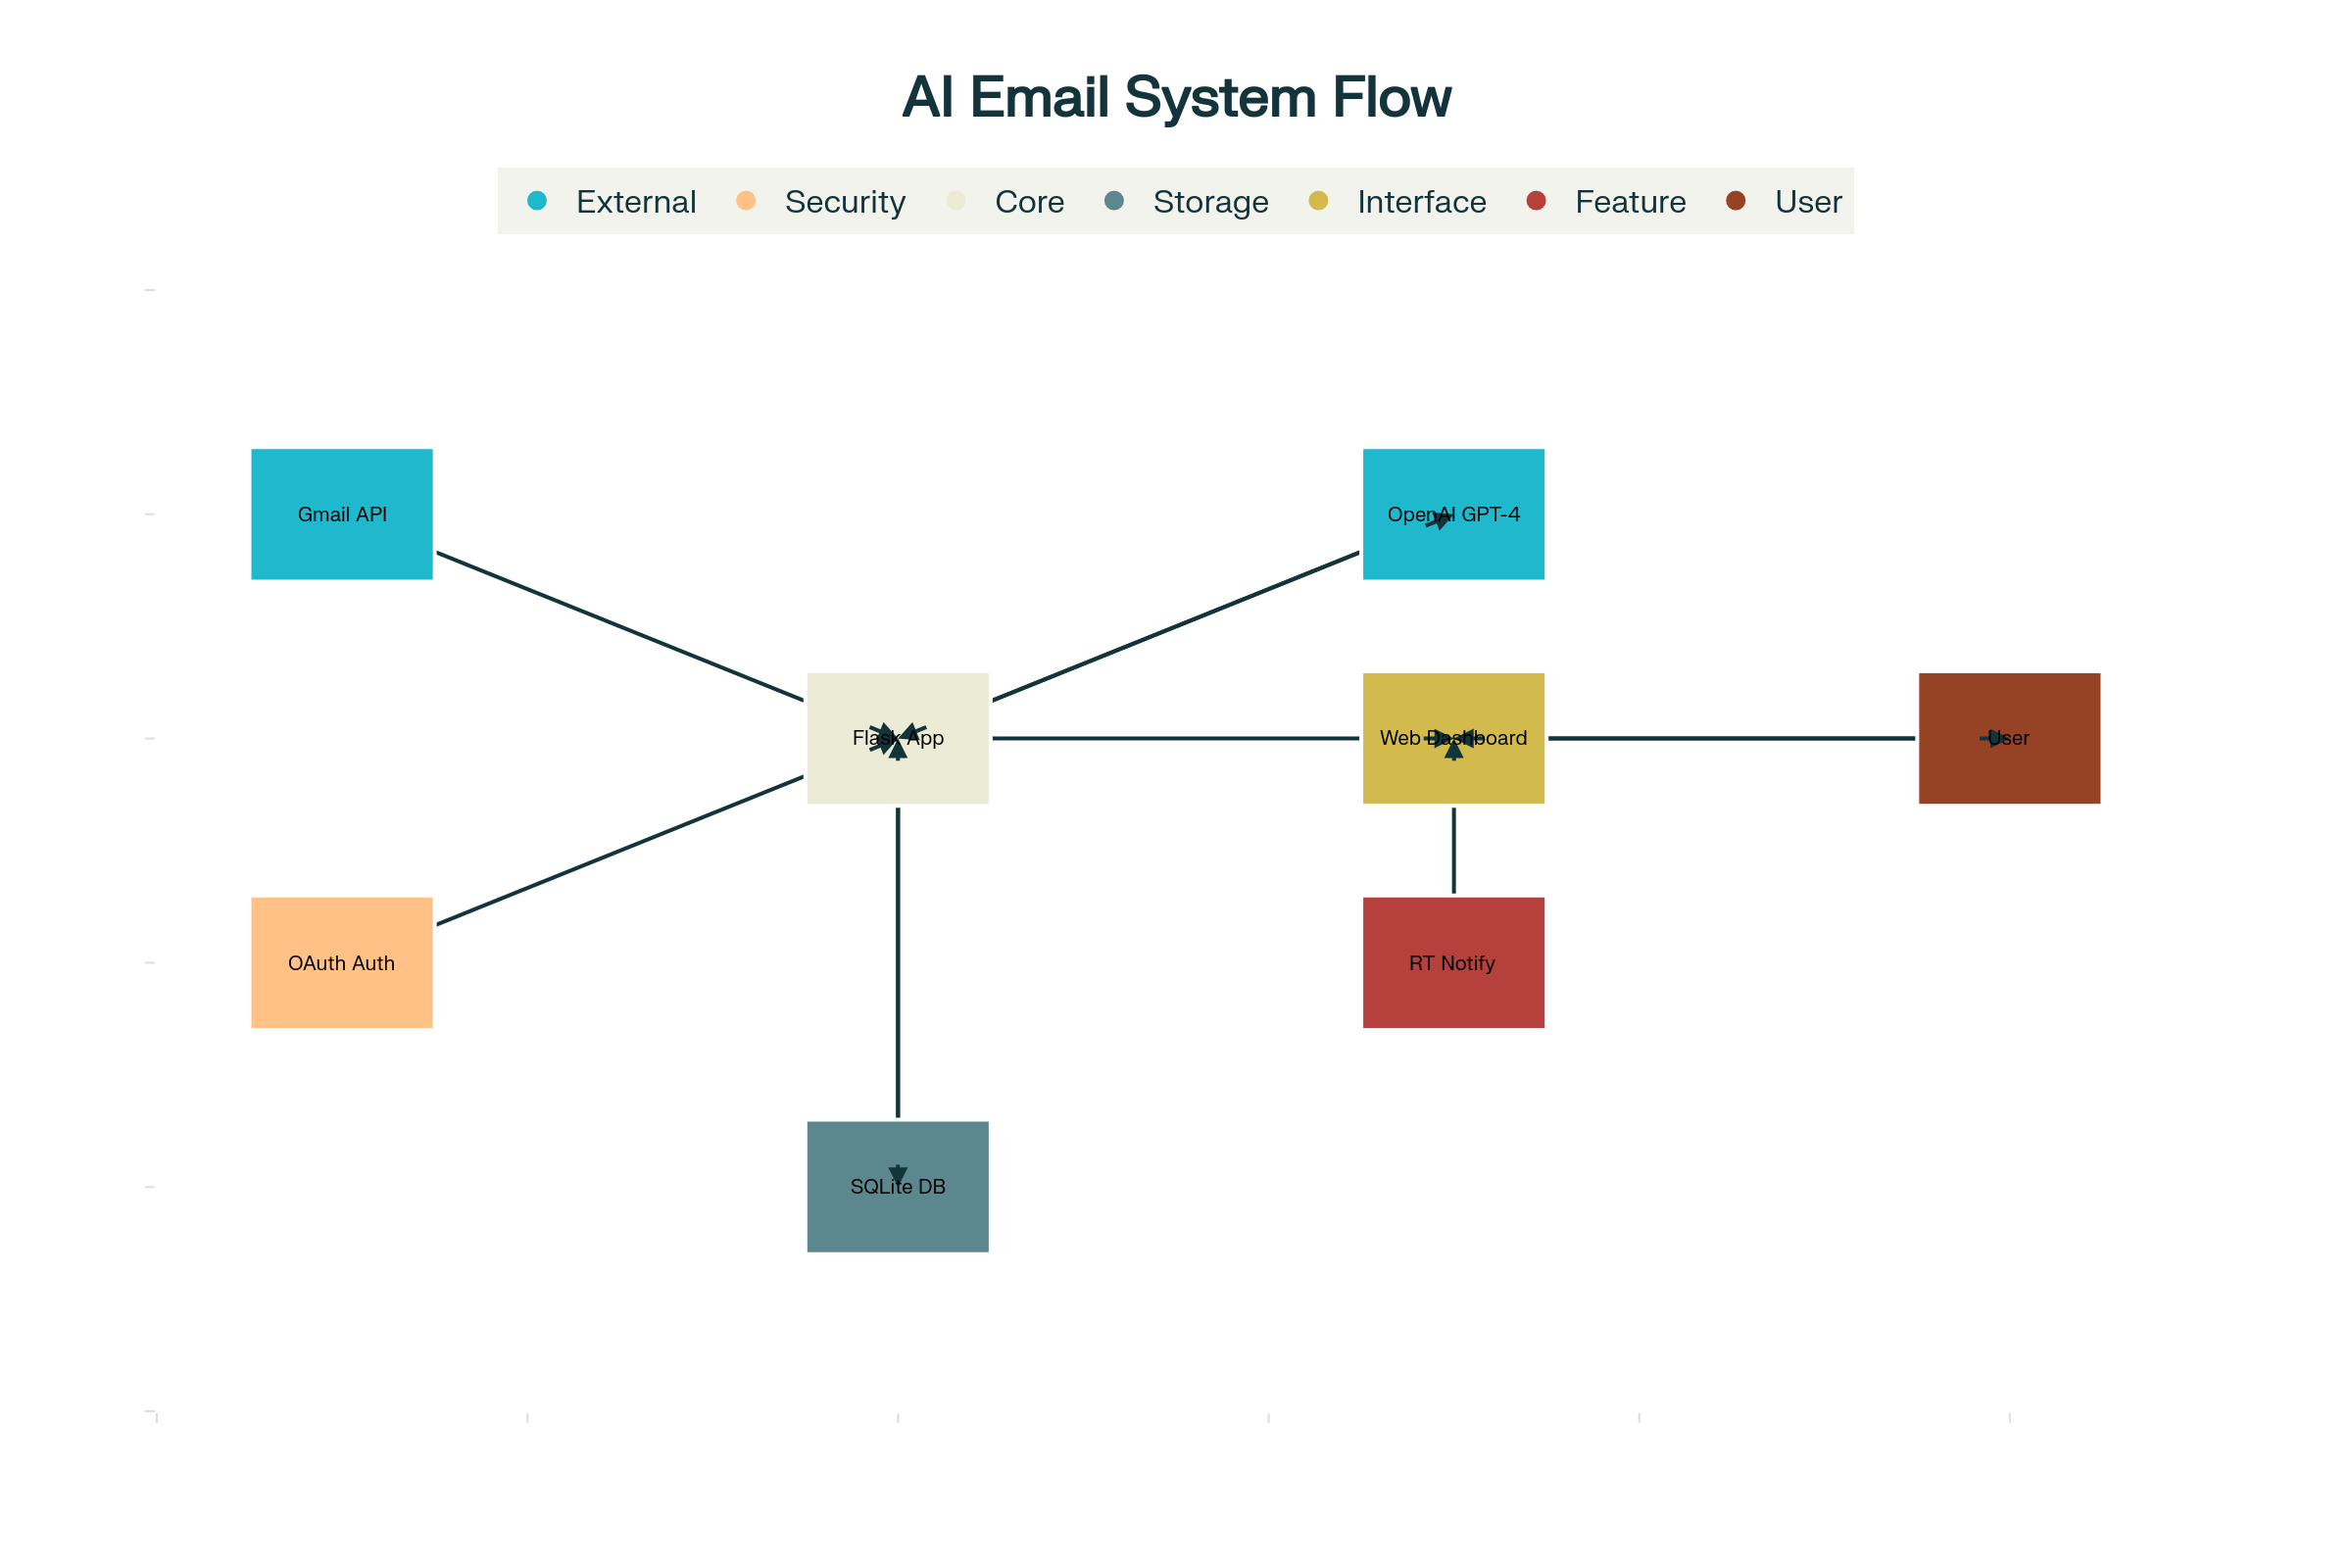 AI Email System Flow
External Security Core Storage Interface Feature User
Gmail API
OpenAI GPT-4
Flask App
Web Dashboard
User
OAuth Auth
RT Notify
SQLite DB